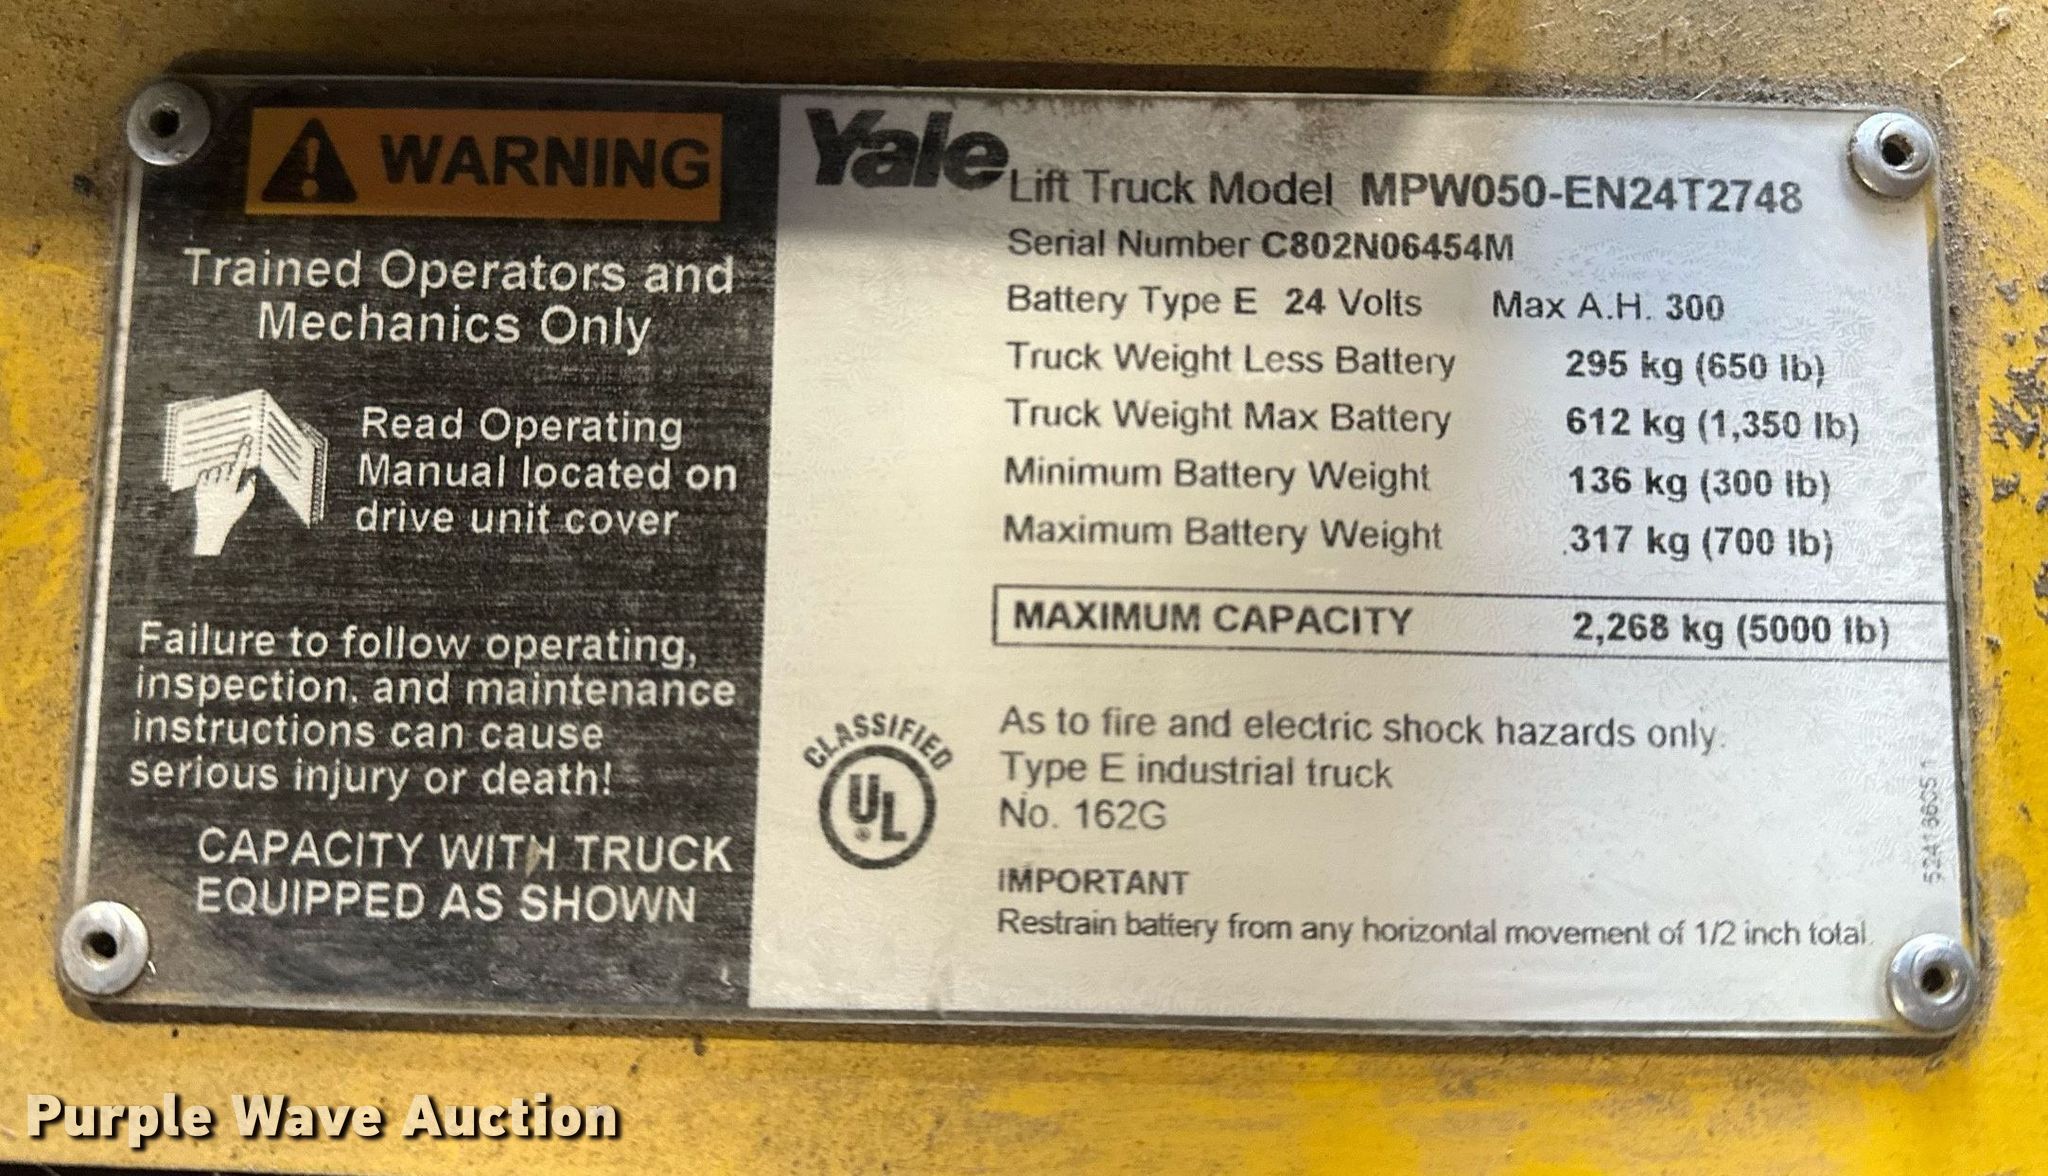 WARNING
Trained Operators and
Mechanics Only
Read Operating
Manual located on
drive unit cover
Failure to follow operating,
inspection, and maintenance
instructions can cause
serious injury or death!
CAPACITY WITH TRUCK
EQUIPPED AS SHOWN
Yale
Lift Truck Model MPW050-EN24T2748
Serial Number C802N06454M
Battery Type E 24 Volts Max A.H. 300
Truck Weight Less Battery 295 kg (650 lb)
Truck Weight Max Battery 612 kg (1,350 lb)
Minimum Battery Weight 136 kg (300 lb)
Maximum Battery Weight 317 kg (700 lb)
MAXIMUM CAPACITY 2,268 kg (5000 lb)
CLASSIFIED
UL
®
As to fire and electric shock hazards only.
Type E industrial truck
No. 162G
IMPORTANT
Restrain battery from any horizontal movement of 1/2 inch total.
Purple Wave Auction